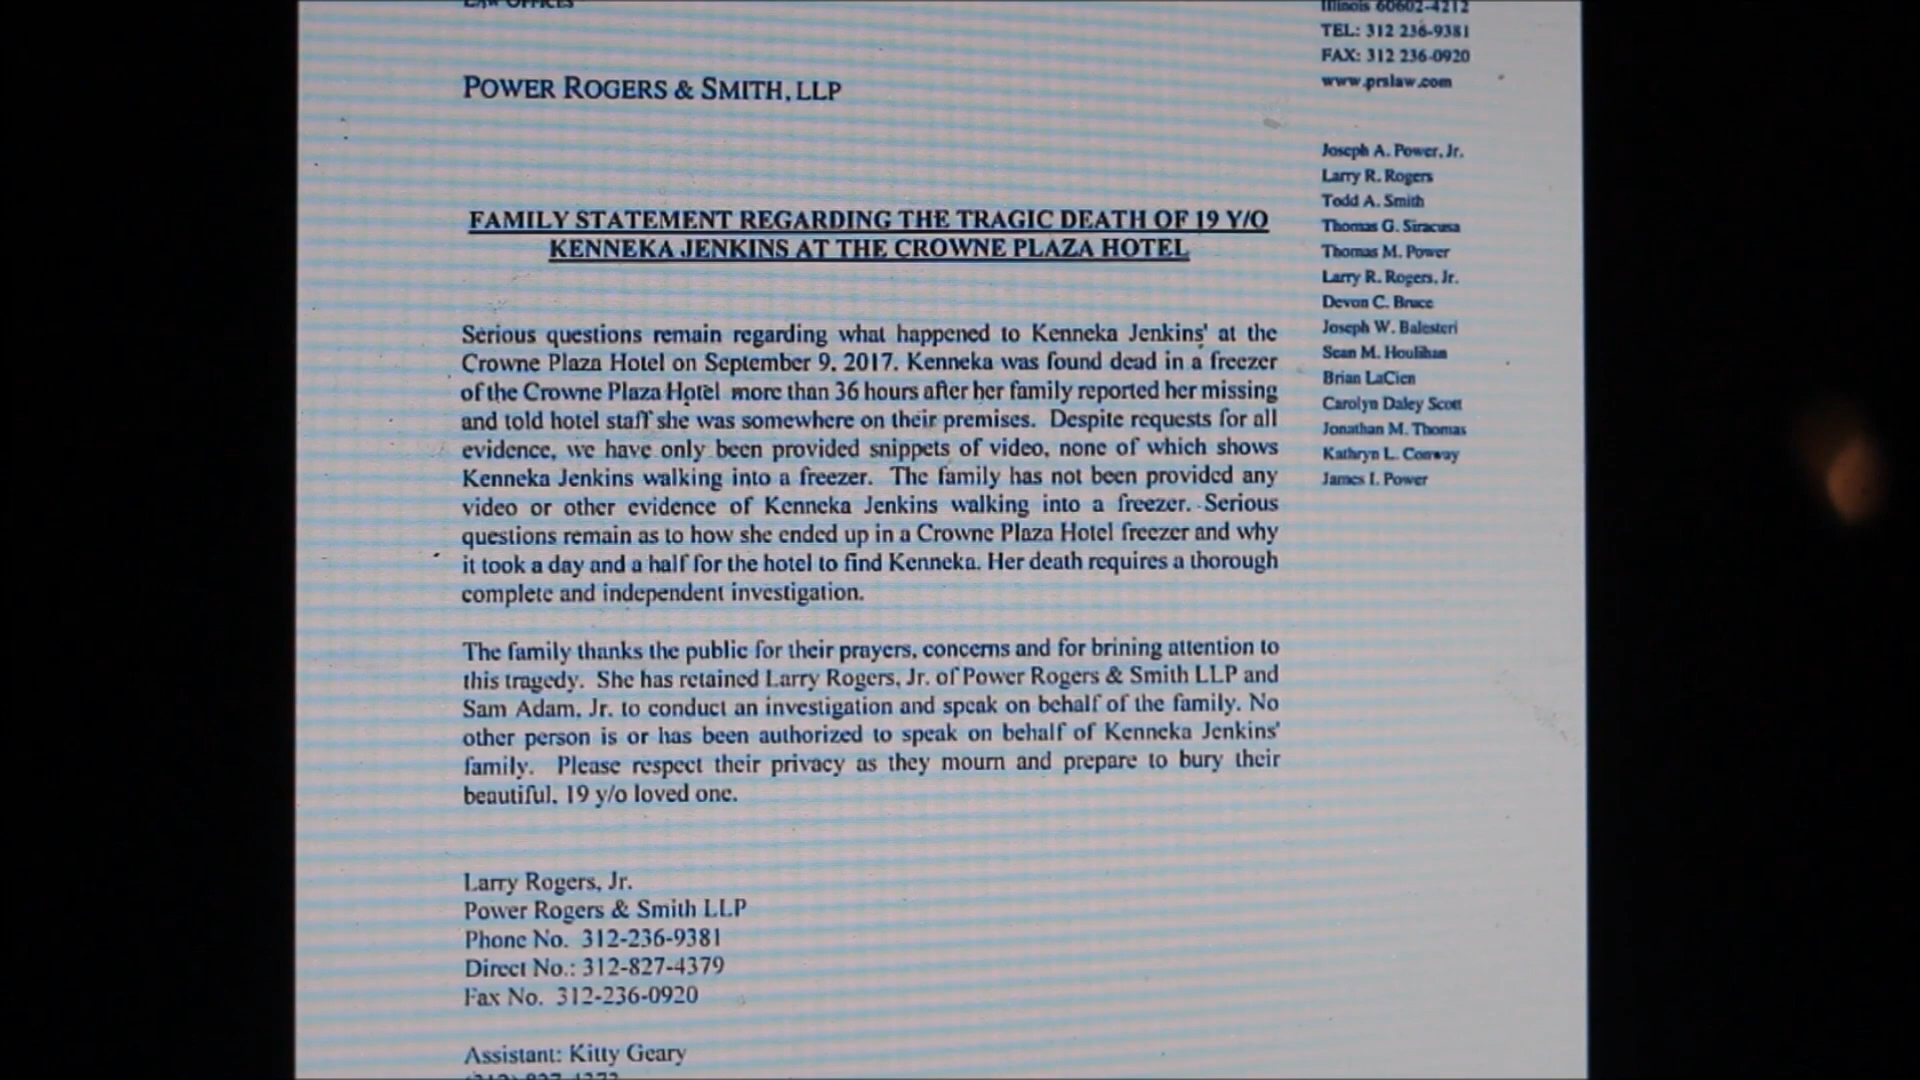 LAW OFFICES
Illinois 60602-4212
TEL: 312 236-9381
FAX: 312 236-0920
www.prslaw.com
POWER ROGERS & SMITH, LLP
Joseph A. Power, Jr.
Larry R. Rogers
Todd A. Smith
Thomas G. Siracusa
Thomas M. Power
Larry R. Rogers, Jr.
Devon C. Bruce
Joseph W. Balesteri
Sean M. Houlihan
Brian LaCien
Carolyn Daley Scott
Jonathan M. Thomas
Kathryn L. Conway
James I. Power
FAMILY STATEMENT REGARDING THE TRAGIC DEATH OF 19 Y/O
KENNEKA JENKINS AT THE CROWNE PLAZA HOTEL
Serious questions remain regarding what happened to Kenneka Jenkins' at the
Crowne Plaza Hotel on September 9, 2017. Kenneka was found dead in a freezer
of the Crowne Plaza Hotel more than 36 hours after her family reported her missing
and told hotel staff she was somewhere on their premises. Despite requests for all
evidence, we have only been provided snippets of video, none of which shows
Kenneka Jenkins walking into a freezer. The family has not been provided any
video or other evidence of Kenneka Jenkins walking into a freezer. Serious
questions remain as to how she ended up in a Crowne Plaza Hotel freezer and why
it took a day and a half for the hotel to find Kenneka. Her death requires a thorough
complete and independent investigation.
The family thanks the public for their prayers, concerns and for brining attention to
this tragedy. She has retained Larry Rogers, Jr. of Power Rogers & Smith LLP and
Sam Adam, Jr. to conduct an investigation and speak on behalf of the family. No
other person is or has been authorized to speak on behalf of Kenneka Jenkins'
family. Please respect their privacy as they mourn and prepare to bury their
beautiful, 19 y/o loved one.
Larry Rogers, Jr.
Power Rogers & Smith LLP
Phone No. 312-236-9381
Direct No.: 312-827-4379
Fax No. 312-236-0920
Assistant: Kitty Geary